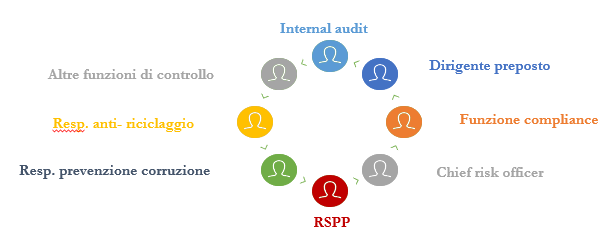 Internal audit
Dirigente preposto
Altre funzioni di controllo
Funzione compliance
Resp. anti- riciclaggio
Chief risk officer
Resp. prevenzione corruzione
RSPP